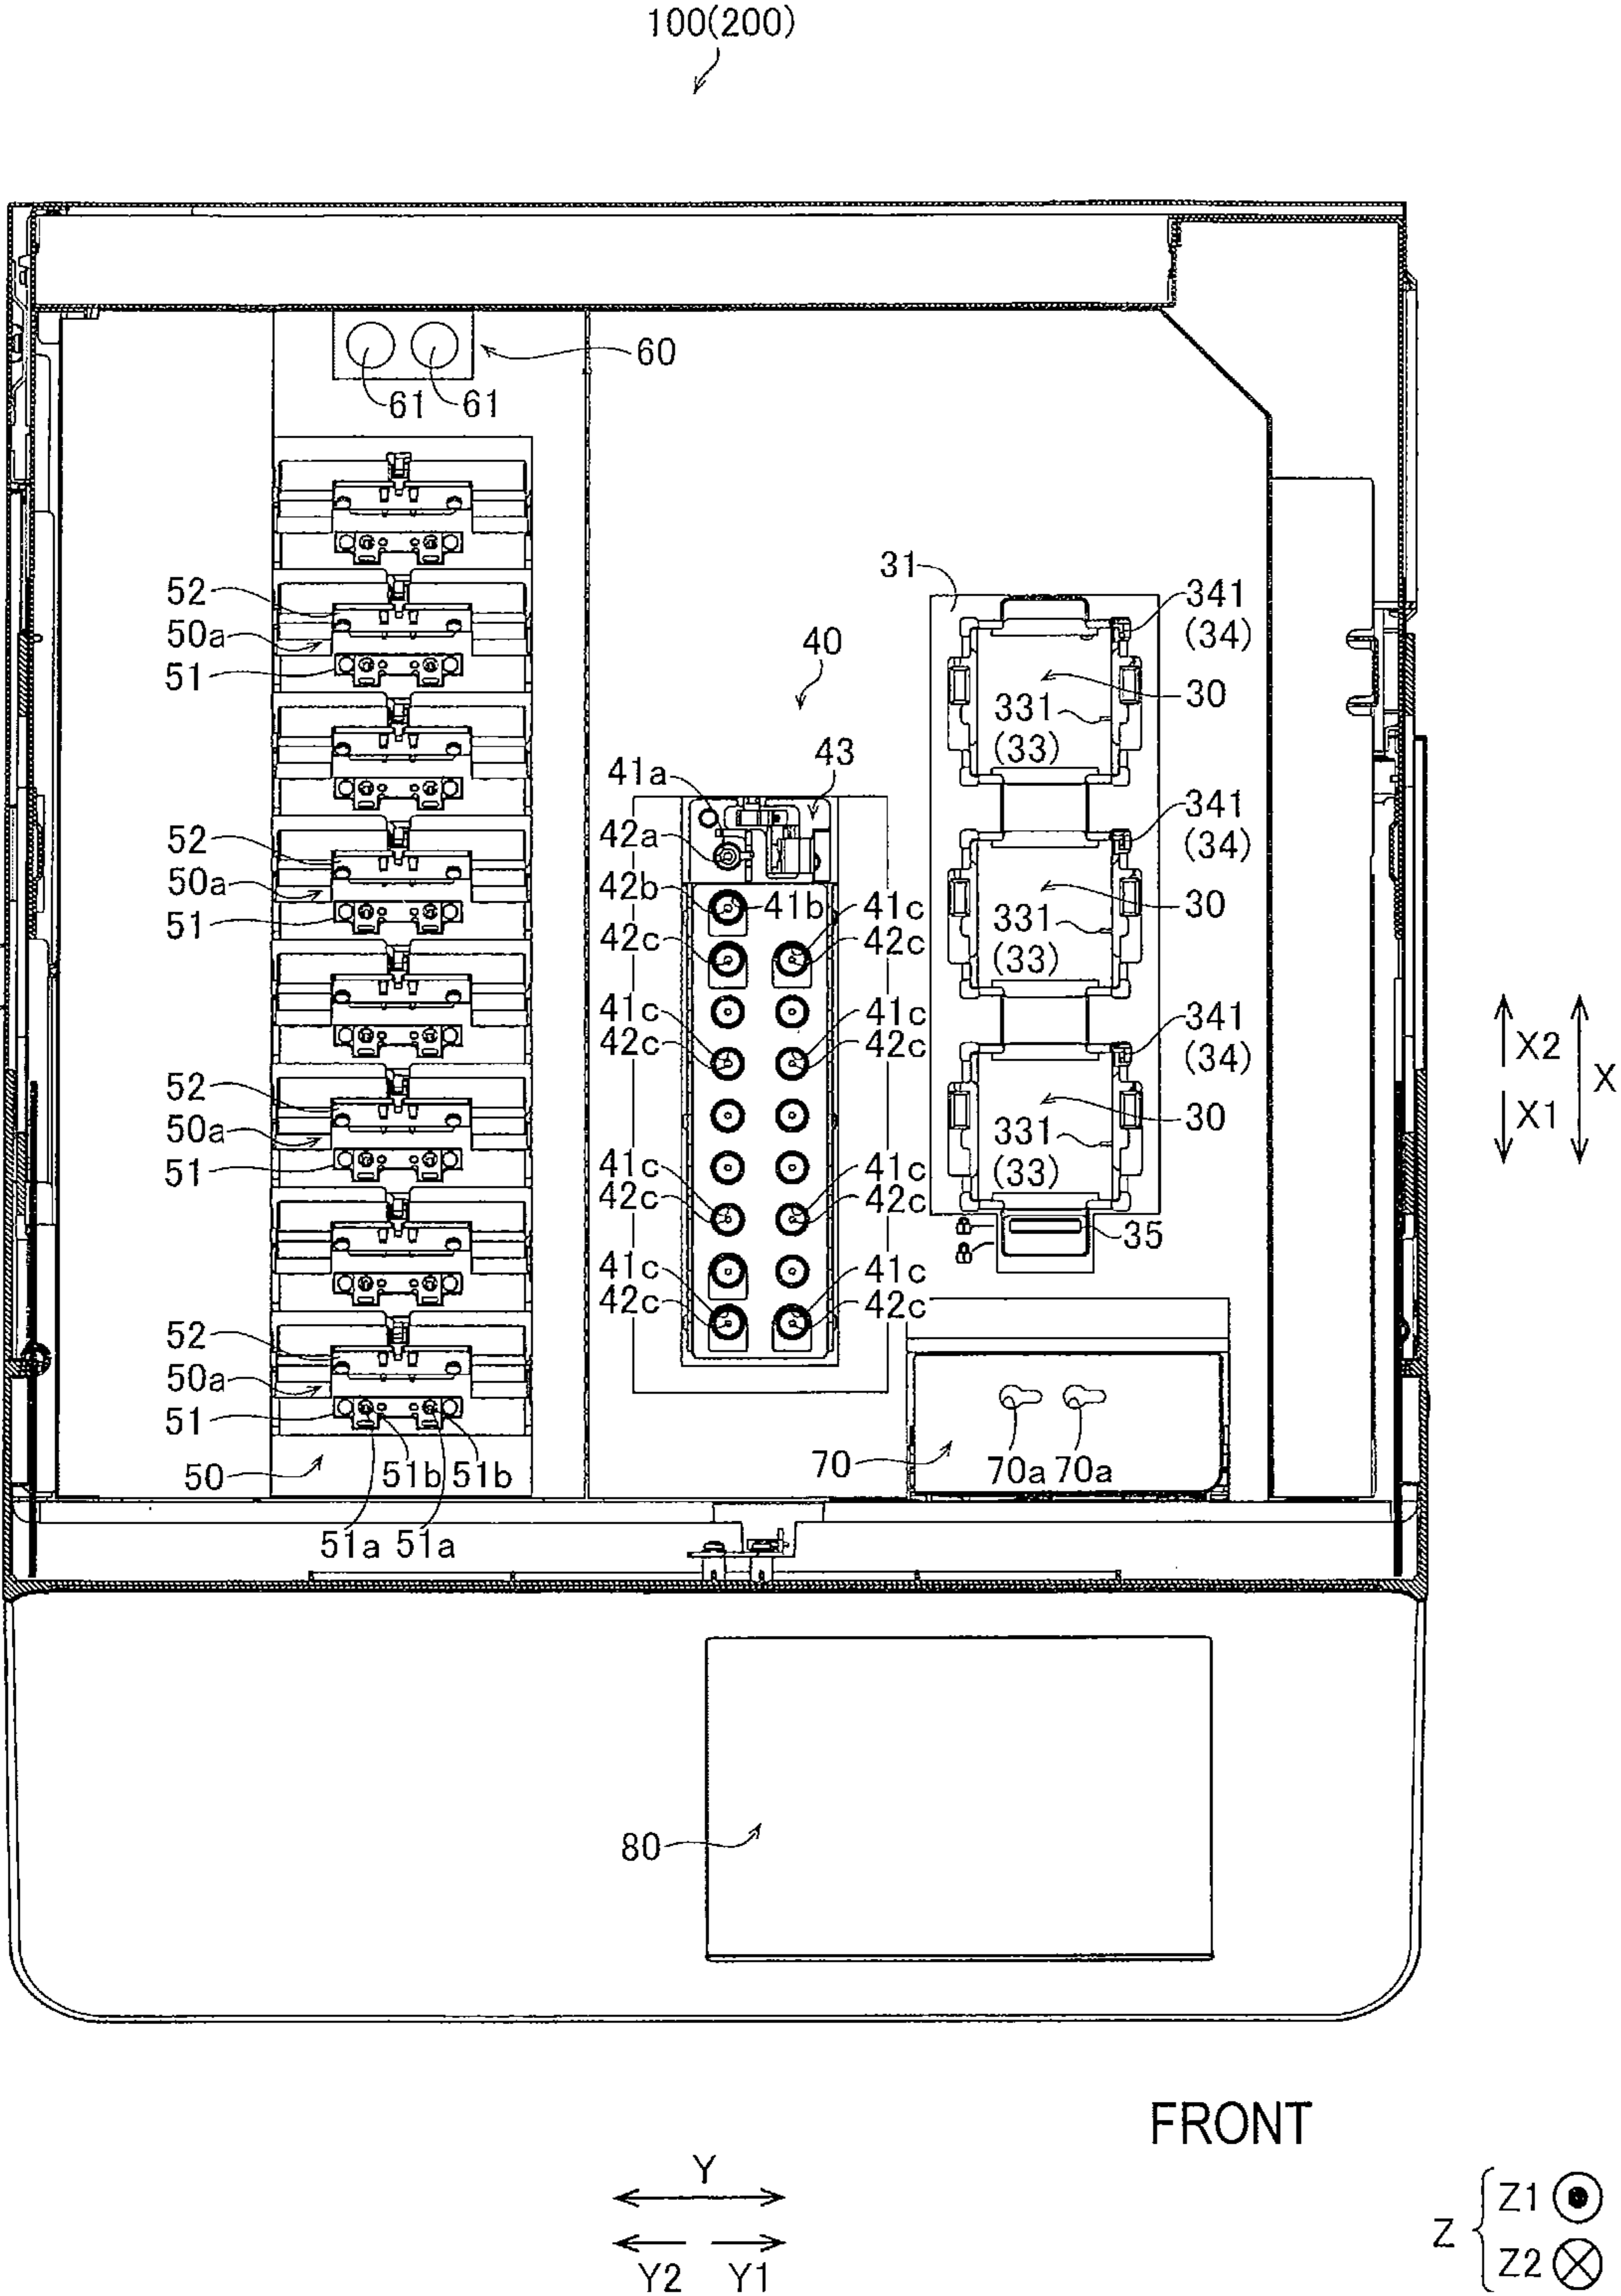 100(200)
60
61 61
31
52 341
50a (34)
51 40 30
331
(33)
43
41a
341
52 42a (34)
50a 42b 41b 41c 30
51 331
42c 42c (33)
41c 41c 341
42c 42c (34)
X2
X
52 30
50a X1
331
51 41c 41c (33)
42c 42c
35
41c 41c
52 42c 42c
50a
51
50 51b 51b 70 70a 70a
51a 51a
80
FRONT
Y
Z1
Z
Y2 Y1 Z2